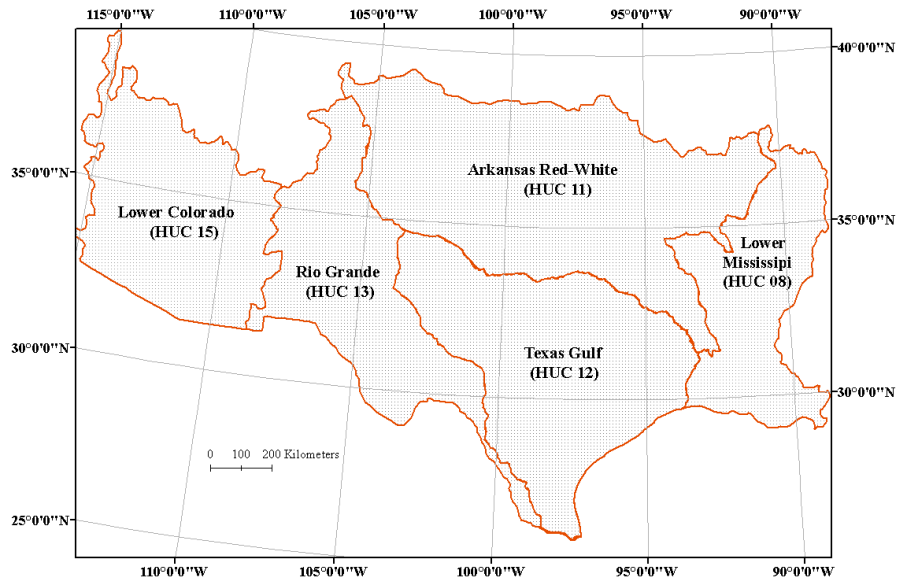 115°0'0"W 110°0'0"W 105°0'0"W 100°0'0"W 95°0'0"W 90°0'0"W
40°0'0"N
35°0'0"N
Arkansas Red-White
(HUC 11)
Lower Colorado
(HUC 15)
35°0'0"N
Lower
Mississipi
(HUC 08)
Rio Grande
(HUC 13)
30°0'0"N
Texas Gulf
(HUC 12)
30°0'0"N
0 100 200 Kilometers
25°0'0"N
110°0'0"W 105°0'0"W 100°0'0"W 95°0'0"W 90°0'0"W